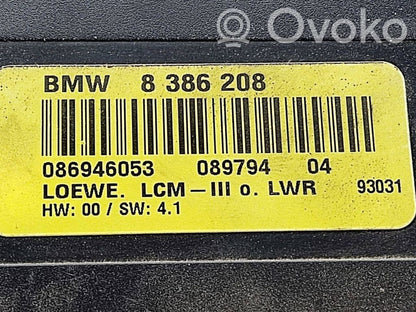 Ovoko
BMW 8 386 208
086946053 089794 04
LOEWE. LCM-III o. LWR 93031
HW: 00 / SW: 4.1